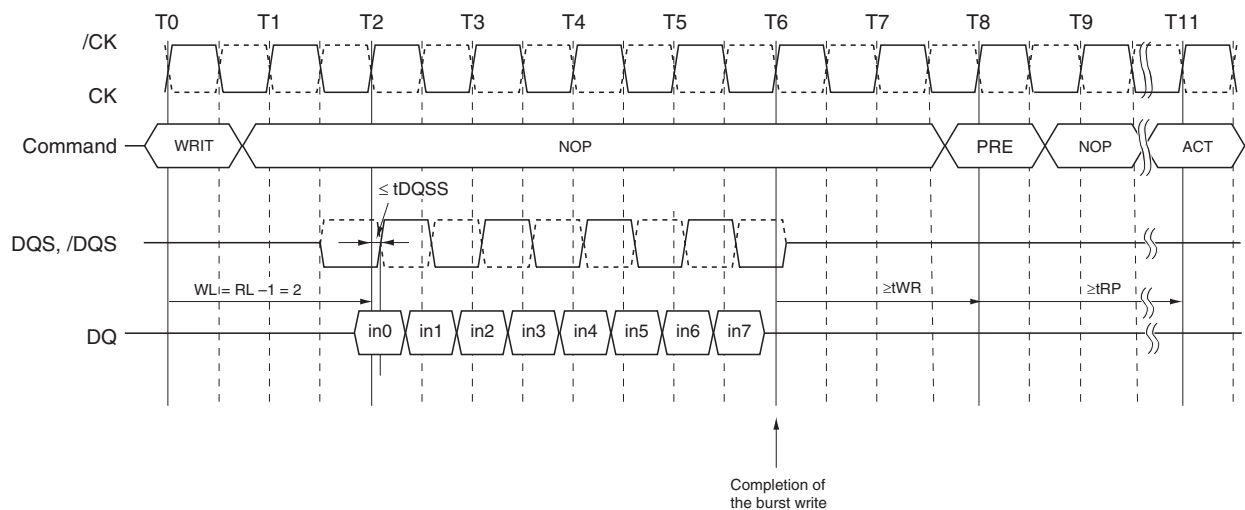 T0 T1 T2 T3 T4 T5 T6 T7 T8 T9 T11
/CK
CK
Command WRIT NOP PRE NOP ACT
≤ tDQSS
DQS, /DQS
WL = RL –1 = 2 ≥tWR ≥tRP
DQ in0 in1 in2 in3 in4 in5 in6 in7
Completion of
the burst write